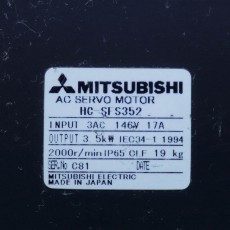 MITSUBISHI
AC SERVO MOTOR
HC-SFS352
INPUT 3AC 146V 17A
OUTPUT 3.5kW IEC34-1 1994
2000r/min IP65 Cl.F 19 kg
SER.No C81 DATE
MITSUBISHI ELECTRIC
MADE IN JAPAN